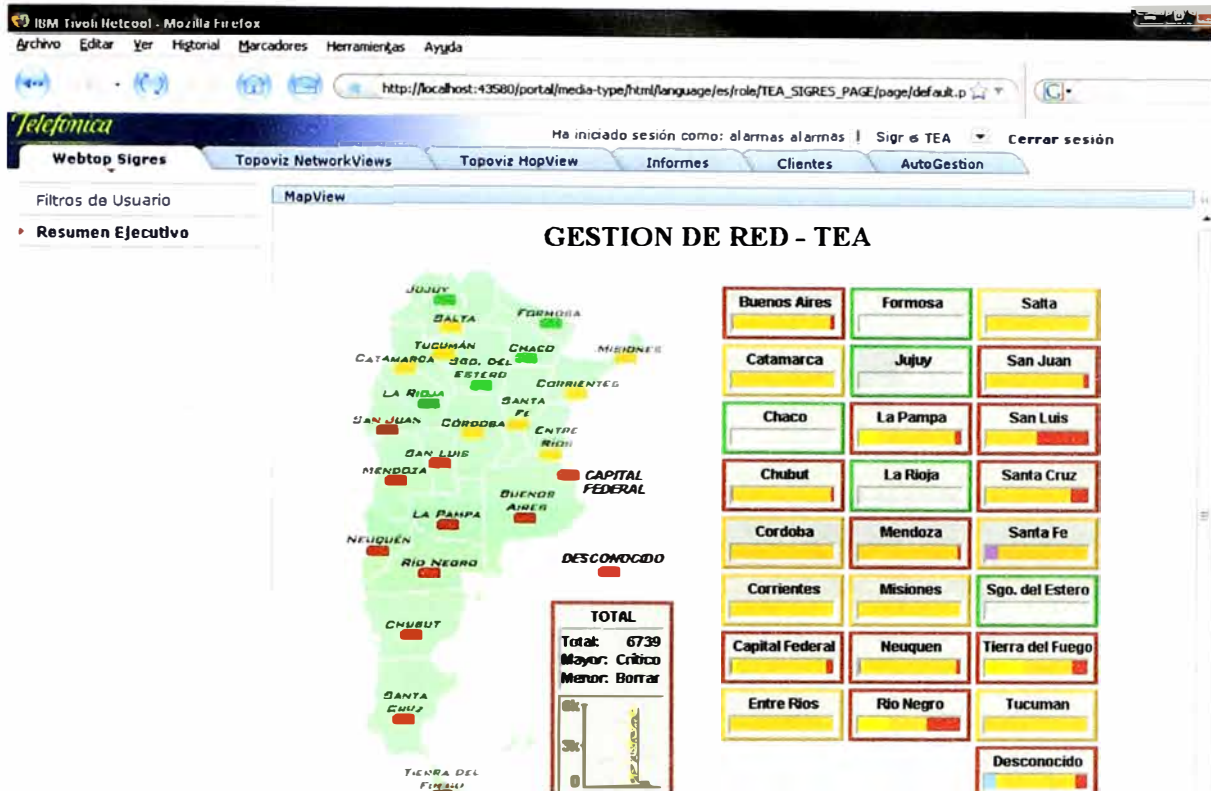 IBM Tivoli Netcool - Mozilla Firefox
Archivo Editar Ver Historial Marcadores Herramientas Ayuda
http://localhost:43580/portal/media-type/html/language/es/role/TEA_SIGRES_PAGE/page/default.p
Telefonica
Ha iniciado sesión como: alarmas alarmas | Sigr s TEA Cerrar sesión
Webtop Sigres Topoviz NetworkViews Topoviz HopView Informes Clientes AutoGestion
Filtros de Usuario
Resumen Ejecutivo
MapView
GESTION DE RED - TEA
JUJUY
SALTA
FORMOSA
TUCUMÁN
CHACO
MISIONES
CATAMARCA
SGO. DEL
ESTERO
CORRIENTES
LA RIOJA
SANTA
FE
SAN JUAN
CÓRDOBA
ENTRE
RÍOS
SAN LUIS
MENDOZA
CAPITAL
FEDERAL
BUENOS
AIRES
LA PAMPA
NEUQUÉN
RÍO NEGRO
DESCONOCIDO
CHUBUT
SANTA
CRUZ
TIERRA DEL
FUEGO
TOTAL
Total: 6739
Mayor: Crítico
Menor: Borrar
6k
3k
0
Buenos Aires Formosa Salta
Catamarca Jujuy San Juan
Chaco La Pampa San Luis
Chubut La Rioja Santa Cruz
Cordoba Mendoza Santa Fe
Corrientes Misiones Sgo. del Estero
Capital Federal Neuquen Tierra del Fuego
Entre Rios Rio Negro Tucuman
Desconocido